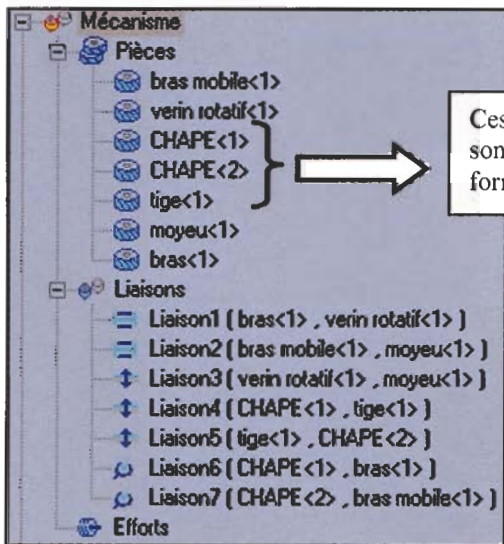 Mécanisme
Pièces
bras mobile<1>
verin rotatif<1>
CHAPE<1>
CHAPE<2>
tige<1>
moyeu<1>
bras<1>
Ces
son
for
Liaisons
Liaison1 ( bras<1> , verin rotatif<1> )
Liaison2 ( bras mobile<1> , moyeu<1> )
Liaison3 ( verin rotatif<1> , moyeu<1> )
Liaison4 ( CHAPE<1> , tige<1> )
Liaison5 ( tige<1> , CHAPE<2> )
Liaison6 ( CHAPE<1> , bras<1> )
Liaison7 ( CHAPE<2> , bras mobile<1> )
Efforts